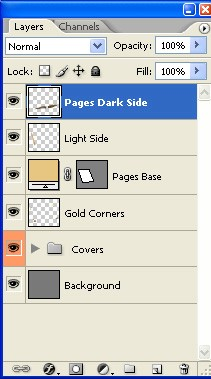 Layers Channels
Normal Opacity: 100%
Lock: Fill: 100%
Pages Dark Side
Light Side
Pages Base
Gold Corners
Covers
Background